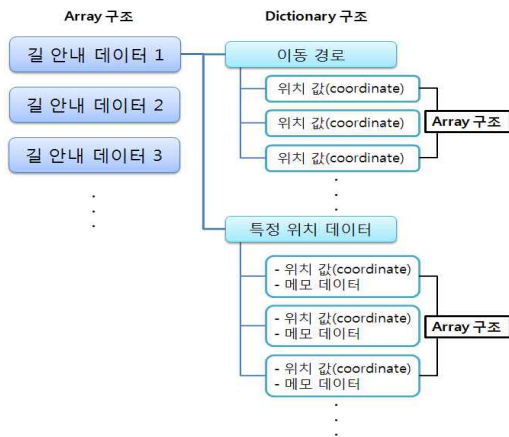 Array 구조
길 안내 데이터 1
길 안내 데이터 2
길 안내 데이터 3
Dictionary 구조
이동 경로
위치 값(coordinate)
위치 값(coordinate)
위치 값(coordinate)
Array 구조
특정 위치 데이터
- 위치 값(coordinate)
- 메모 데이터
- 위치 값(coordinate)
- 메모 데이터
- 위치 값(coordinate)
- 메모 데이터
Array 구조